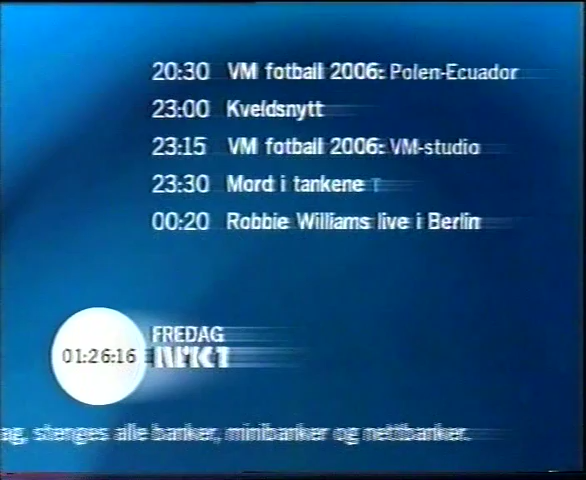 20:30 VM fotball 2006: Polen-Ecuador
23:00 Kveldsnytt
23:15 VM fotball 2006: VM-studio
23:30 Mord i tankene T
00:20 Robbie Williams live i Berlin
FREDAG
01:26:16 NRK1
ag, stenges alle banker, minibanker og nettbanker.